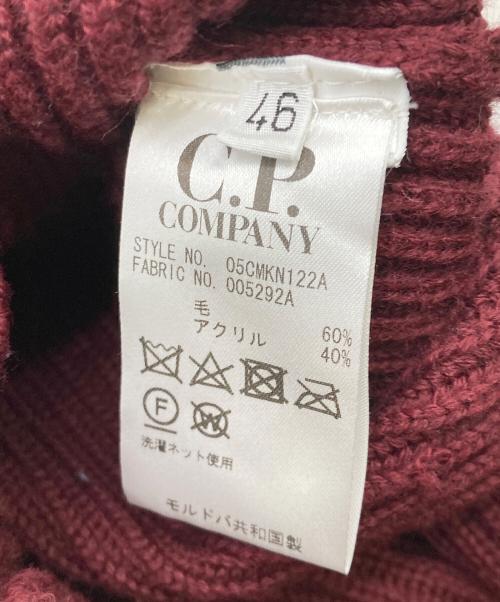 46
C.P.
COMPANY
STYLE NO. 05CMKN122A
FABRIC NO. 005292A
毛 60%
アクリル 40%
F W
洗濯ネット使用
モルドバ共和国製